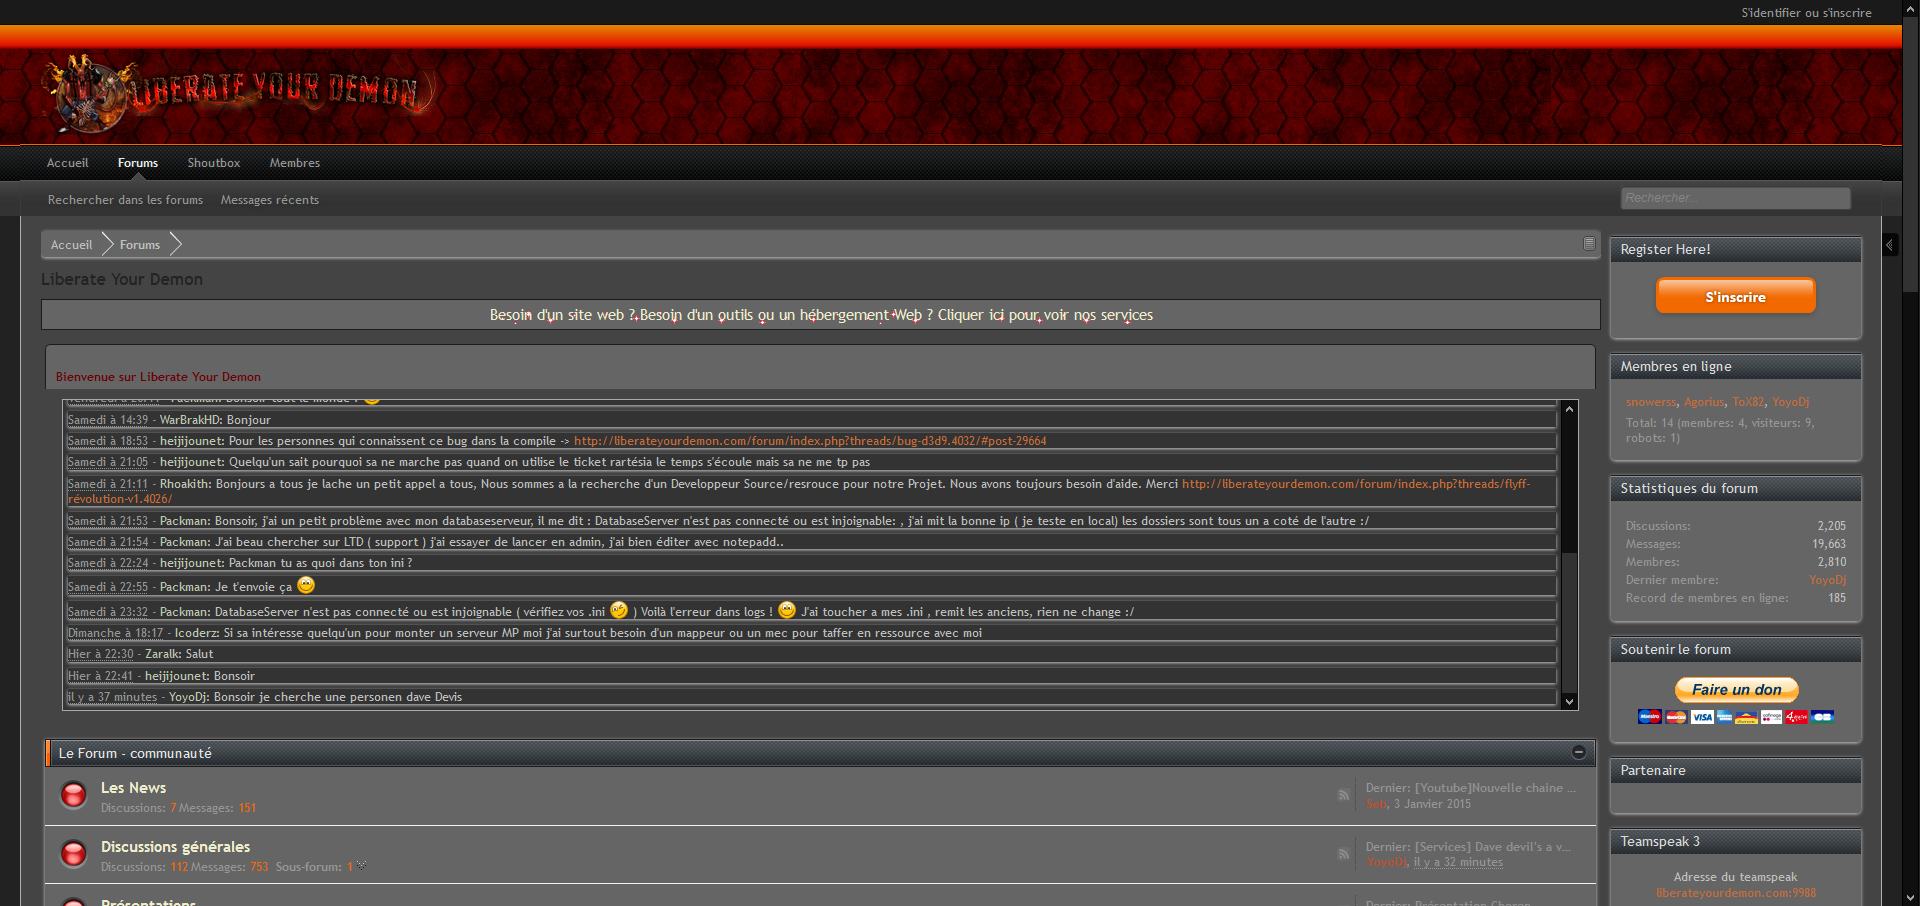 S'identifier ou s'inscrire
LIBERATE YOUR DEMON
Accueil
Forums
Shoutbox
Membres
Rechercher dans les forums
Messages récents
Rechercher...
Accueil
Forums
Liberate Your Demon
Besoin d'un site web ? Besoin d'un outils ou un hébergement Web ? Cliquer ici pour voir nos services
Bienvenue sur Liberate Your Demon
Samedi à 14:39 - WarBrakHD: Bonjour
Samedi à 18:53 - heijijounet: Pour les personnes qui connaissent ce bug dans la compile -> http://liberateyourdemon.com/forum/index.php?threads/bug-d3d9.4032/#post-29664
Samedi à 21:05 - heijijounet: Quelqu'un sait pourquoi sa ne marche pas quand on utilise le ticket rartésia le temps s'écoule mais sa ne me tp pas
Samedi à 21:11 - Rhoakith: Bonjours a tous je lache un petit appel a tous, Nous sommes a la recherche d'un Developpeur Source/resrouce pour notre Projet. Nous avons toujours besoin d'aide. Merci http://liberateyourdemon.com/forum/index.php?threads/flyff-
révolution-v1.4026/
Samedi à 21:53 - Packman: Bonsoir, j'ai un petit problème avec mon databaseserveur, il me dit : DatabaseServer n'est pas connecté ou est injoignable: , j'ai mit la bonne ip ( je teste en local) les dossiers sont tous un a coté de l'autre :/
Samedi à 21:54 - Packman: J'ai beau chercher sur LTD ( support ) j'ai essayer de lancer en admin, j'ai bien éditer avec notepadd..
Samedi à 22:24 - heijijounet: Packman tu as quoi dans ton ini ?
Samedi à 22:55 - Packman: Je t'envoie ça
Samedi à 23:32 - Packman: DatabaseServer n'est pas connecté ou est injoignable ( vérifiez vos .ini ) Voilà l'erreur dans logs ! J'ai toucher a mes .ini , remit les anciens, rien ne change :/
Dimanche à 18:17 - Icoderz: Si sa intéresse quelqu'un pour monter un serveur MP moi j'ai surtout besoin d'un mappeur ou un mec pour taffer en ressource avec moi
Hier à 22:30 - Zaralk: Salut
Hier à 22:41 - heijijounet: Bonsoir
il y a 37 minutes - YoyoDj: Bonsoir je cherche une personen dave Devis
Le Forum - communauté
Les News
Discussions: 7 Messages: 151
Dernier: [Youtube]Nouvelle chaine ...
Seb, 3 Janvier 2015
Discussions générales
Discussions: 112 Messages: 753 Sous-forum: 1
Dernier: [Services] Dave devil's a v...
YoyoDj, il y a 32 minutes
Présentations
Register Here!
S'inscrire
Membres en ligne
snowerss, Agorius, ToX82, YoyoDj
Total: 14 (membres: 4, visiteurs: 9,
robots: 1)
Statistiques du forum
Discussions: 2,205
Messages: 19,663
Membres: 2,810
Dernier membre: YoyoDj
Record de membres en ligne: 185
Soutenir le forum
Faire un don
VISA
Partenaire
Teamspeak 3
Adresse du teamspeak
liberateyourdemon.com:9988